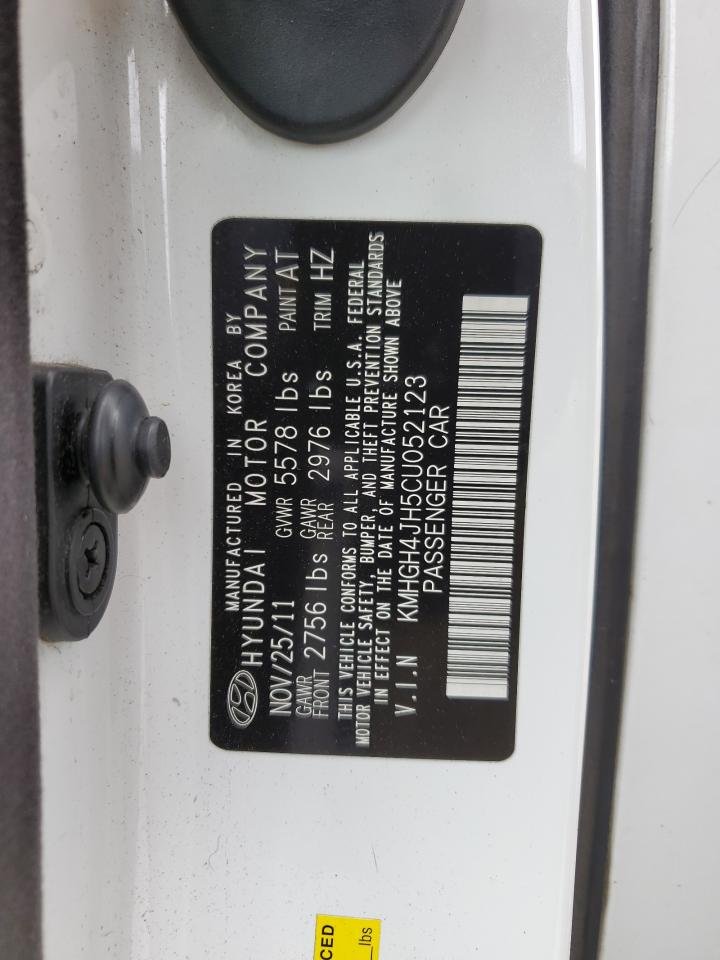 MANUFACTURED IN KOREA BY
HYUNDAI MOTOR COMPANY
NOV/25/11 GVWR 5578 lbs PAINT AT
GAWR FRONT 2756 lbs GAWR REAR 2976 lbs TRIM HZ
THIS VEHICLE CONFORMS TO ALL APPLICABLE U.S.A. FEDERAL
MOTOR VEHICLE SAFETY, BUMPER, AND THEFT PREVENTION STANDARDS
IN EFFECT ON THE DATE OF MANUFACTURE SHOWN ABOVE
V.I.N KMHGH4JH5CU052123
PASSENGER CAR
CED
lbs